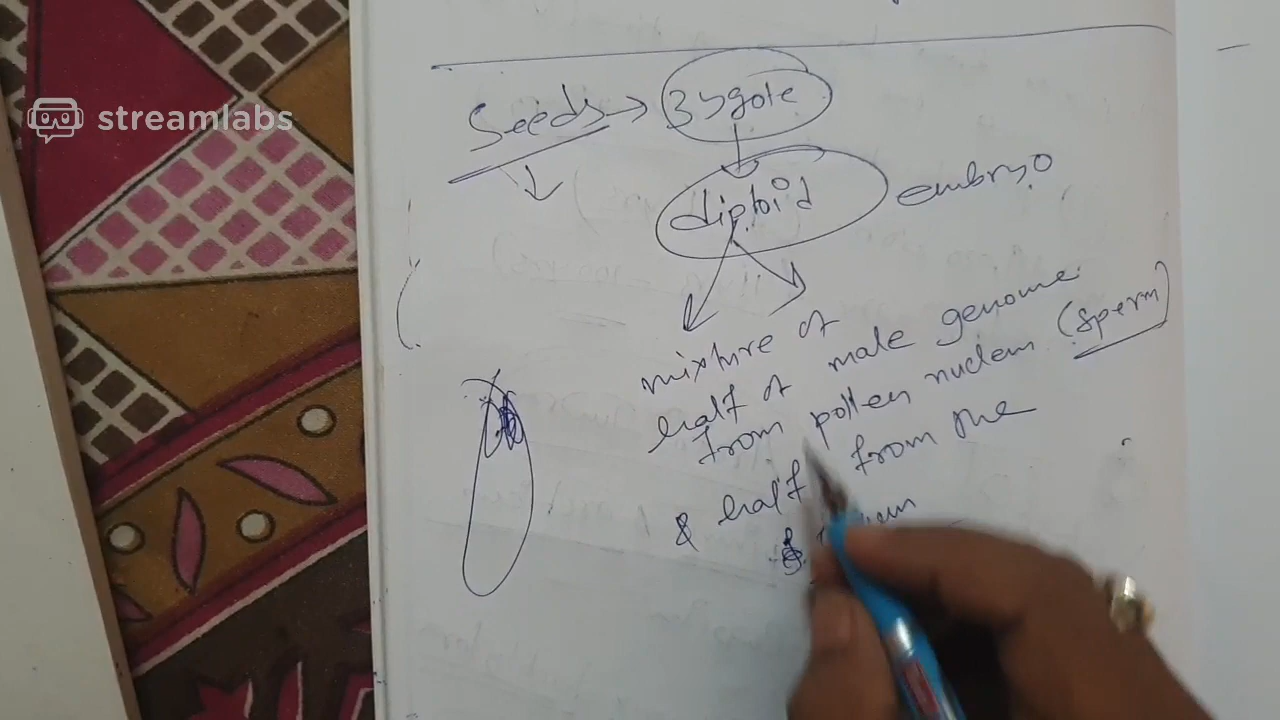 streamlabs
Seeds → zygote
diploid embryo
mixture of
half of male genome
from pollen nucleus (sperm)
& half from the